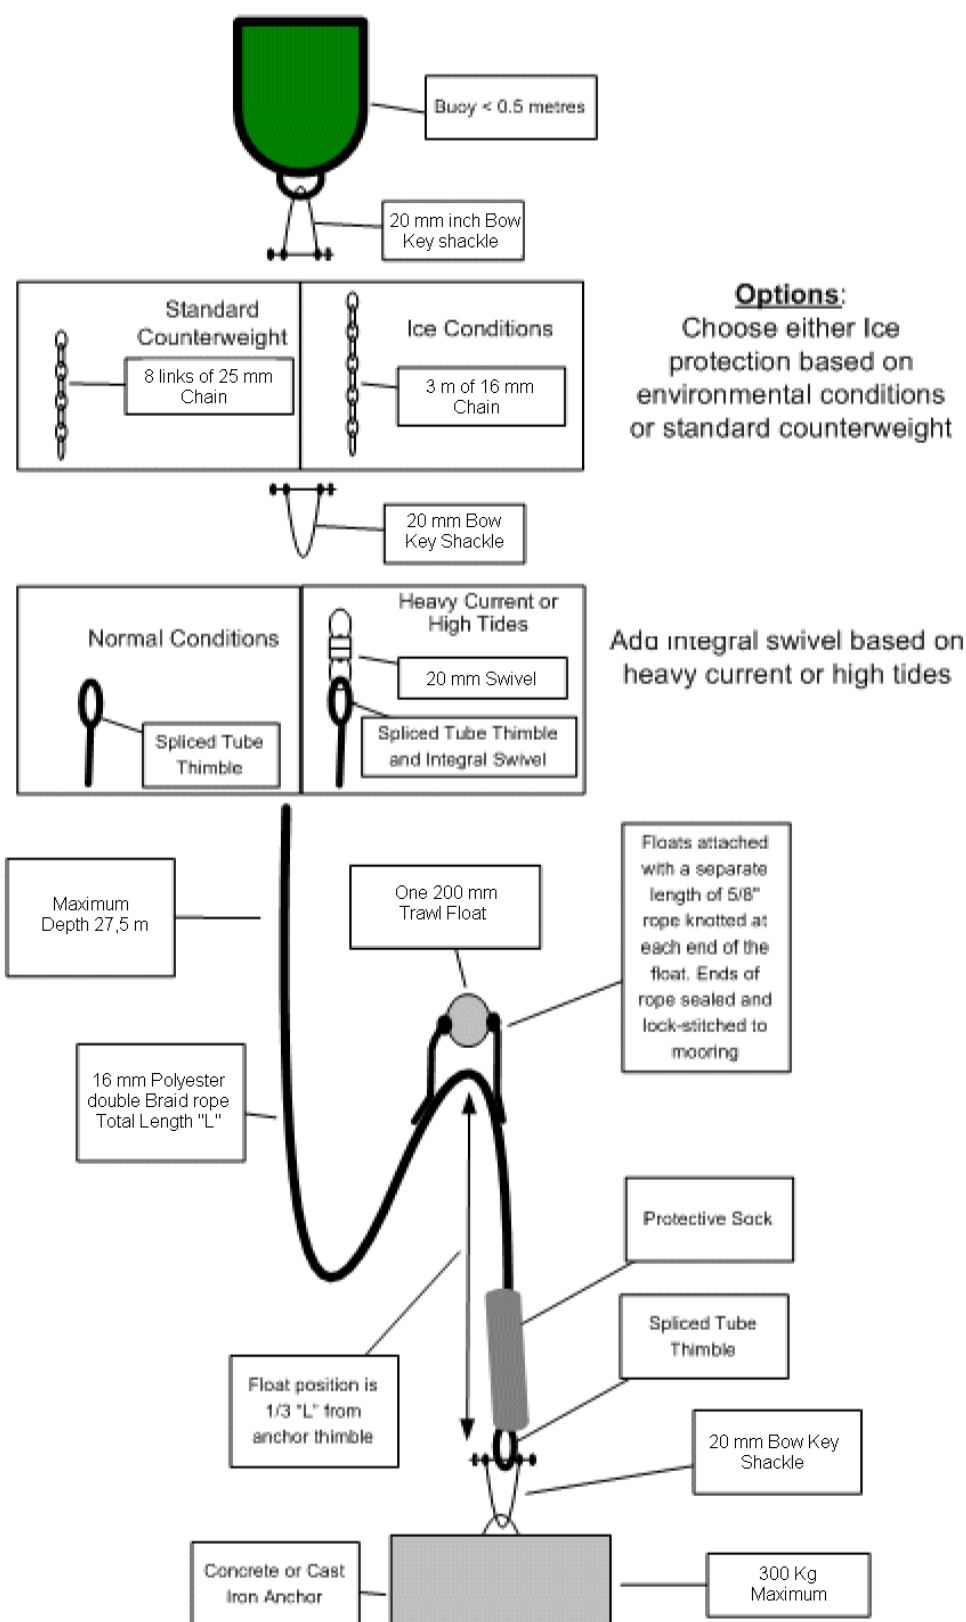 Buoy < 0.5 metres
20 mm inch Bow
Key shackle
Standard
Counterweight
8 links of 25 mm
Chain
Ice Conditions
3 m of 16 mm
Chain
Options:
Choose either Ice
protection based on
environmental conditions
or standard counterweight
20 mm Bow
Key Shackle
Normal Conditions
Spliced Tube
Thimble
Heavy Current or
High Tides
20 mm Swivel
Spliced Tube Thimble
and Integral Swivel
Add integral swivel based on
heavy current or high tides
Maximum
Depth 27,5 m
One 200 mm
Trawl Float
Floats attached
with a separate
length of 5/8"
rope knotted at
each end of the
float. Ends of
rope sealed and
lock-stitched to
mooring
16 mm Polyester
double Braid rope
Total Length "L"
Protective Sock
Spliced Tube
Thimble
Float position is
1/3 "L" from
anchor thimble
20 mm Bow Key
Shackle
Concrete or Cast
Iron Anchor
300 Kg
Maximum